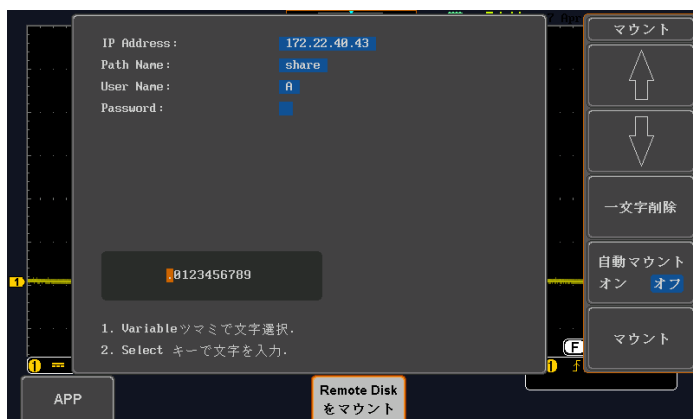 マウント
IP Address:
172.22.40.43
Path Name:
share
User Name:
A
Password:
一文字削除
自動マウント
オン オフ
マウント
.0123456789
1. Variableツマミで文字選択.
2. Select キーで文字を入力.
1
1
F
APP
Remote Disk
をマウント